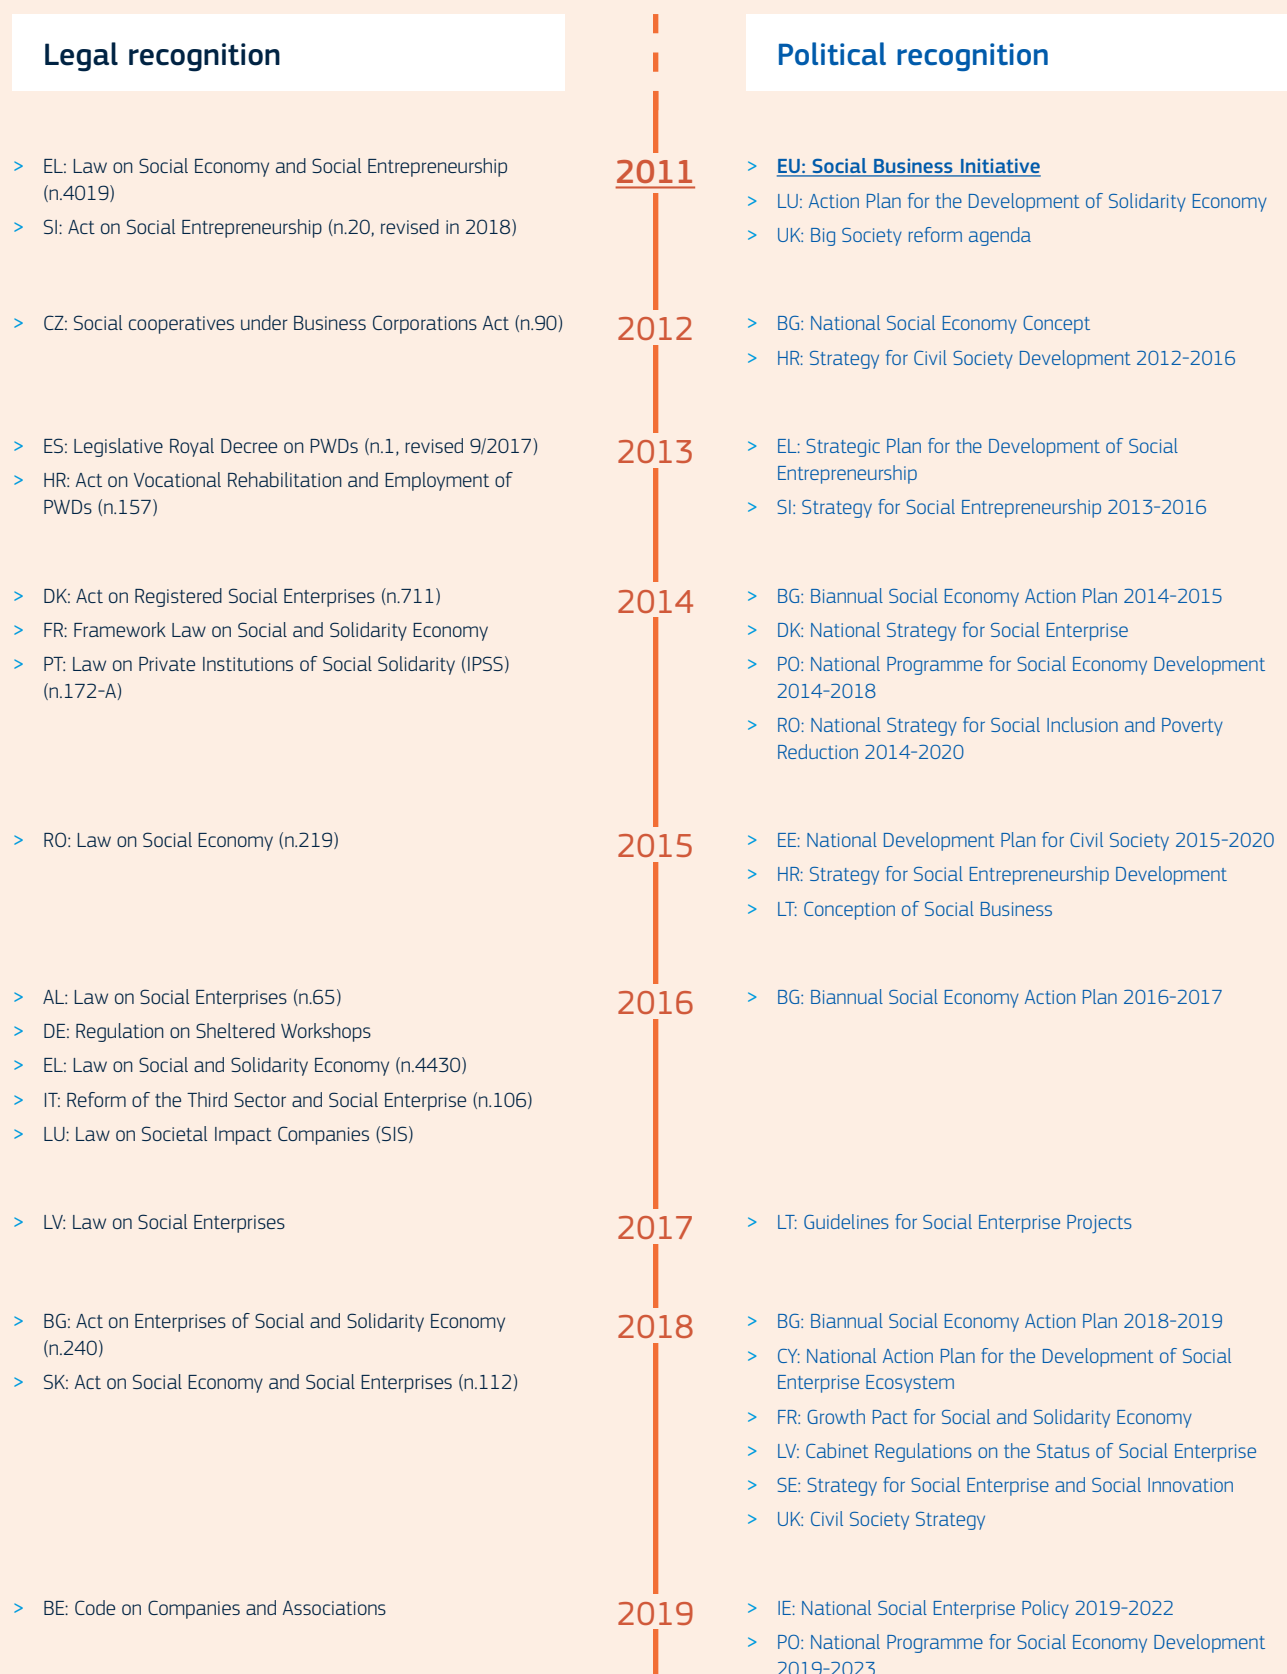 Legal recognition
Political recognition
> EL: Law on Social Economy and Social Entrepreneurship
(n.4019)
> SI: Act on Social Entrepreneurship (n.20, revised in 2018)
2011
> EU: Social Business Initiative
> LU: Action Plan for the Development of Solidarity Economy
> UK: Big Society reform agenda
> CZ: Social cooperatives under Business Corporations Act (n.90)
2012
> BG: National Social Economy Concept
> HR: Strategy for Civil Society Development 2012-2016
> ES: Legislative Royal Decree on PWDs (n.1, revised 9/2017)
> HR: Act on Vocational Rehabilitation and Employment of
PWDs (n.157)
2013
> EL: Strategic Plan for the Development of Social
Entrepreneurship
> SI: Strategy for Social Entrepreneurship 2013-2016
> DK: Act on Registered Social Enterprises (n.711)
> FR: Framework Law on Social and Solidarity Economy
> PT: Law on Private Institutions of Social Solidarity (IPSS)
(n.172-A)
2014
> BG: Biannual Social Economy Action Plan 2014-2015
> DK: National Strategy for Social Enterprise
> PO: National Programme for Social Economy Development
2014-2018
> RO: National Strategy for Social Inclusion and Poverty
Reduction 2014-2020
> RO: Law on Social Economy (n.219)
2015
> EE: National Development Plan for Civil Society 2015-2020
> HR: Strategy for Social Entrepreneurship Development
> LT: Conception of Social Business
> AL: Law on Social Enterprises (n.65)
> DE: Regulation on Sheltered Workshops
> EL: Law on Social and Solidarity Economy (n.4430)
> IT: Reform of the Third Sector and Social Enterprise (n.106)
> LU: Law on Societal Impact Companies (SIS)
2016
> BG: Biannual Social Economy Action Plan 2016-2017
> LV: Law on Social Enterprises
2017
> LT: Guidelines for Social Enterprise Projects
> BG: Act on Enterprises of Social and Solidarity Economy
(n.240)
> SK: Act on Social Economy and Social Enterprises (n.112)
2018
> BG: Biannual Social Economy Action Plan 2018-2019
> CY: National Action Plan for the Development of Social
Enterprise Ecosystem
> FR: Growth Pact for Social and Solidarity Economy
> LV: Cabinet Regulations on the Status of Social Enterprise
> SE: Strategy for Social Enterprise and Social Innovation
> UK: Civil Society Strategy
> BE: Code on Companies and Associations
2019
> IE: National Social Enterprise Policy 2019-2022
> PO: National Programme for Social Economy Development
2019-2023